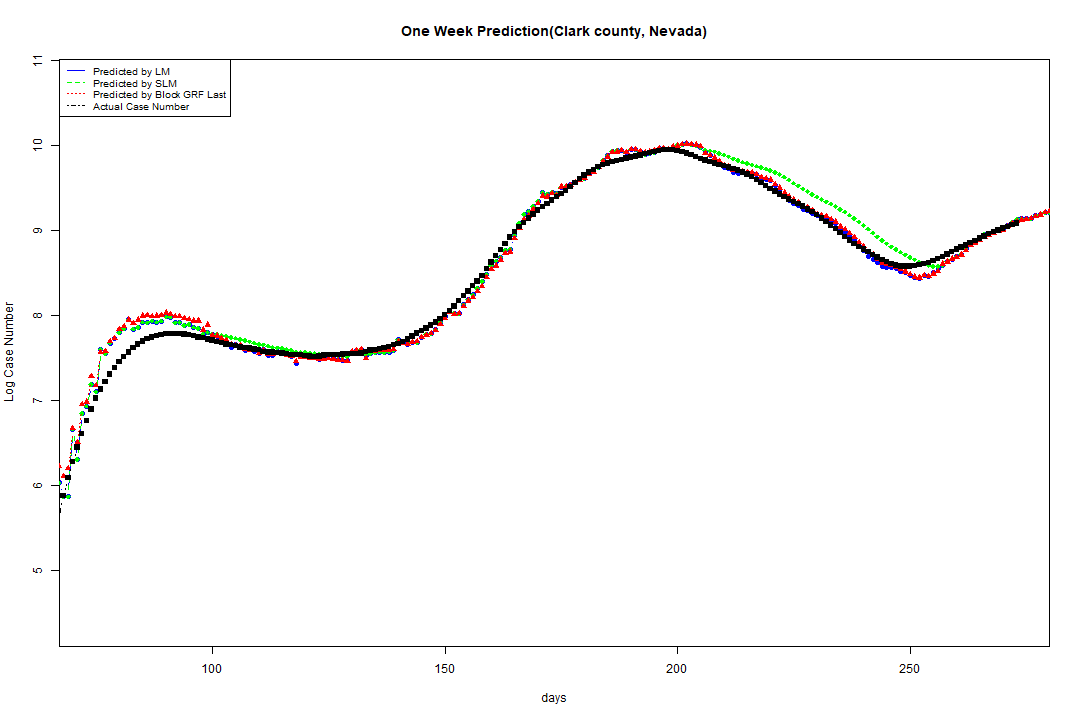 One Week Prediction(Clark county, Nevada)
Predicted by LM
Predicted by SLM
Predicted by Block GRF Last
Actual Case Number
11
10
9
8
7
6
5
Log Case Number
100 150 200 250
days